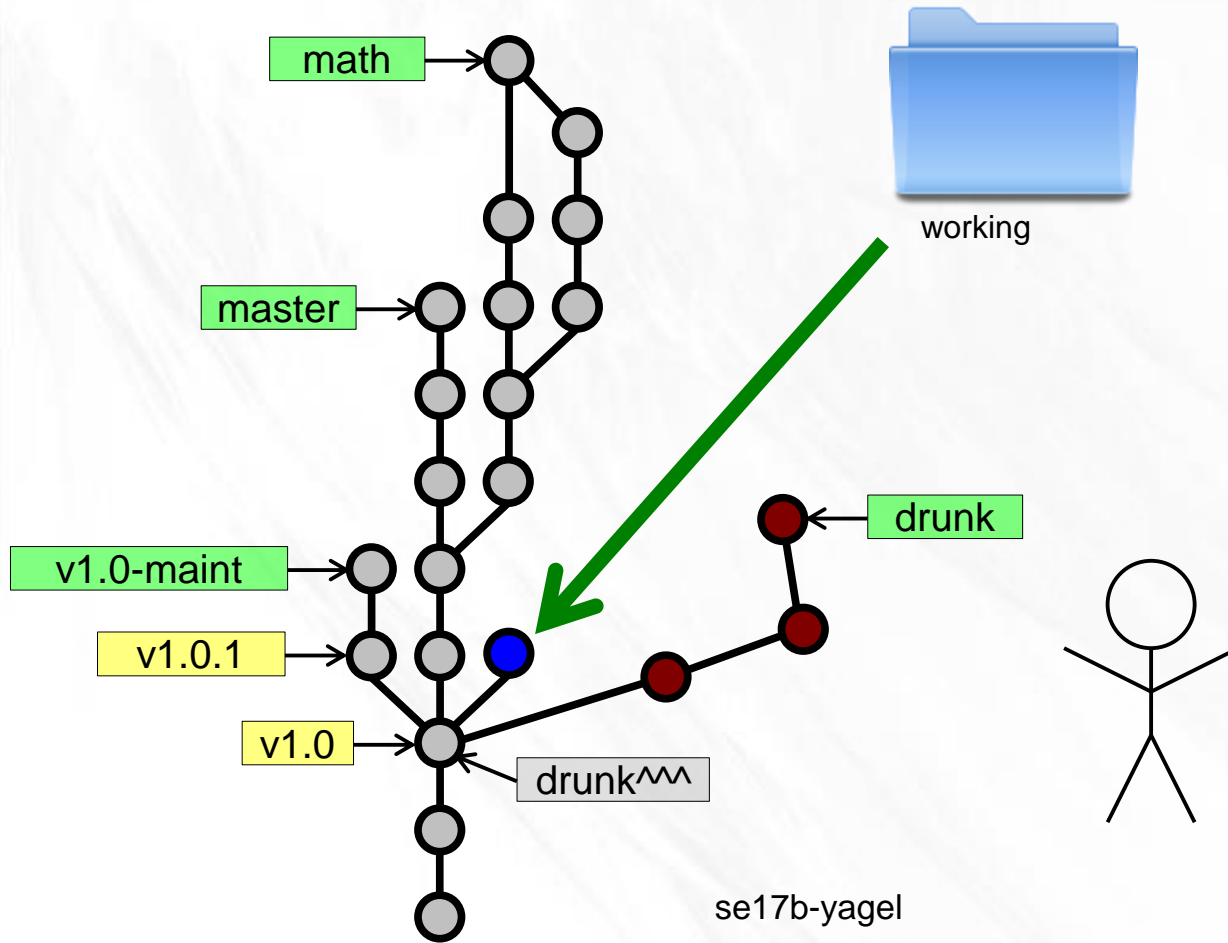 math
working
master
drunk
v1.0-maint
v1.0.1
v1.0
drunk^^^
se17b-yagel